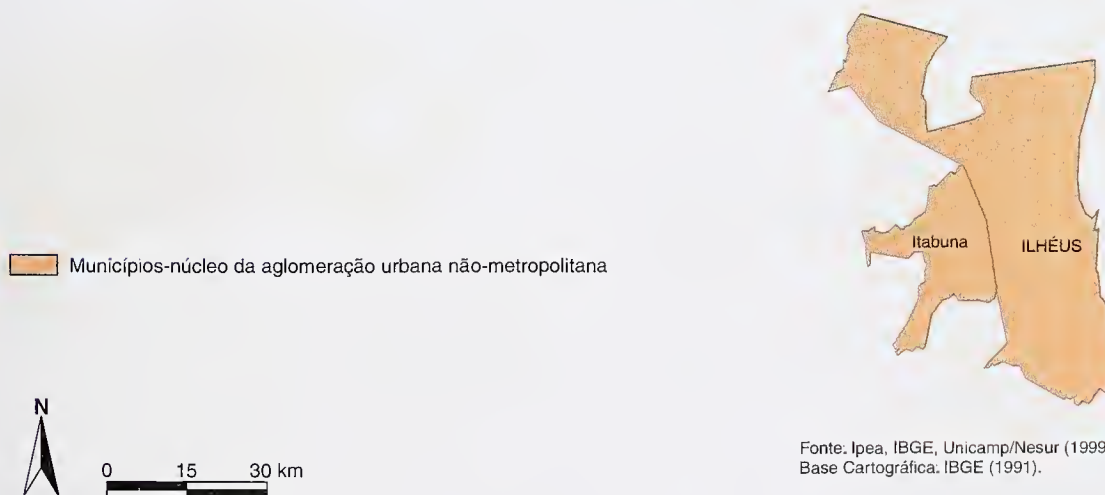 Itabuna
ILHÉUS
Municípios-núcleo da aglomeração urbana não-metropolitana
N
0 15 30 km
Fonte: Ipea, IBGE, Unicamp/Nesur (1999
Base Cartográfica: IBGE (1991).